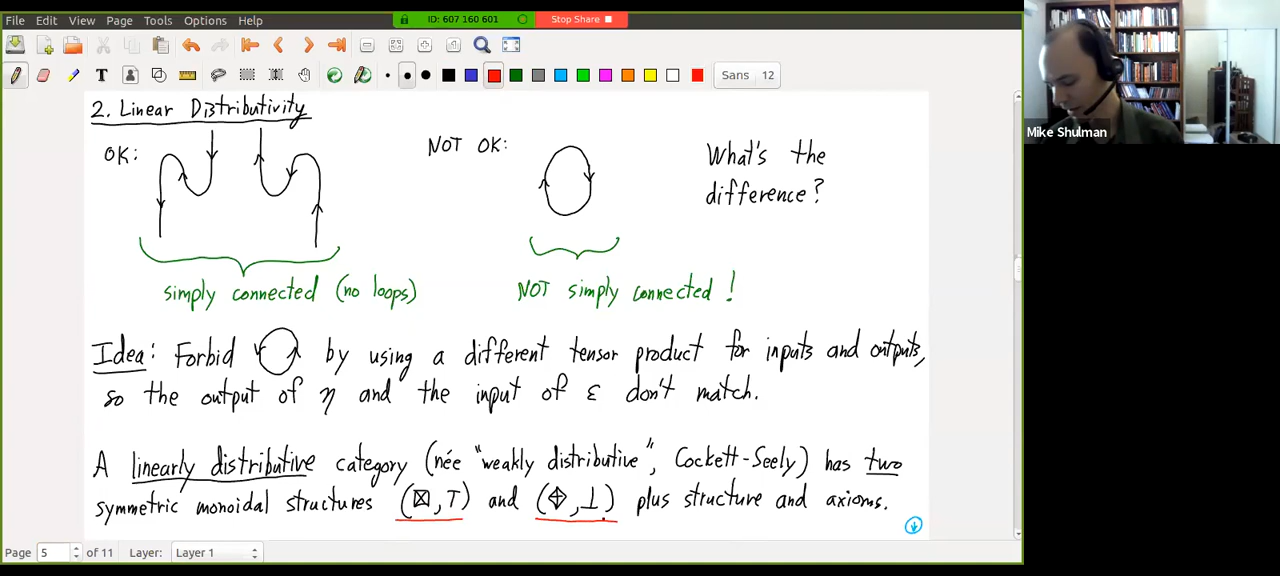 File Edit View Page Tools Options Help
ID: 607 160 601
Stop Share
T
Sans 12
2. Linear Distributivity
OK:
NOT OK:
What's the
difference?
simply connected (no loops)
NOT simply connected!
Idea: Forbid by using a different tensor product for inputs and outputs,
so the output of η and the input of ε don't match.
A linearly distributive category (née "weakly distributive", Cockett-Seely) has two
symmetric monoidal structures (⊠, ⊤) and (⟐, ⊥) plus structure and axioms.
Page 5 of 11 Layer: Layer 1
Mike Shulman